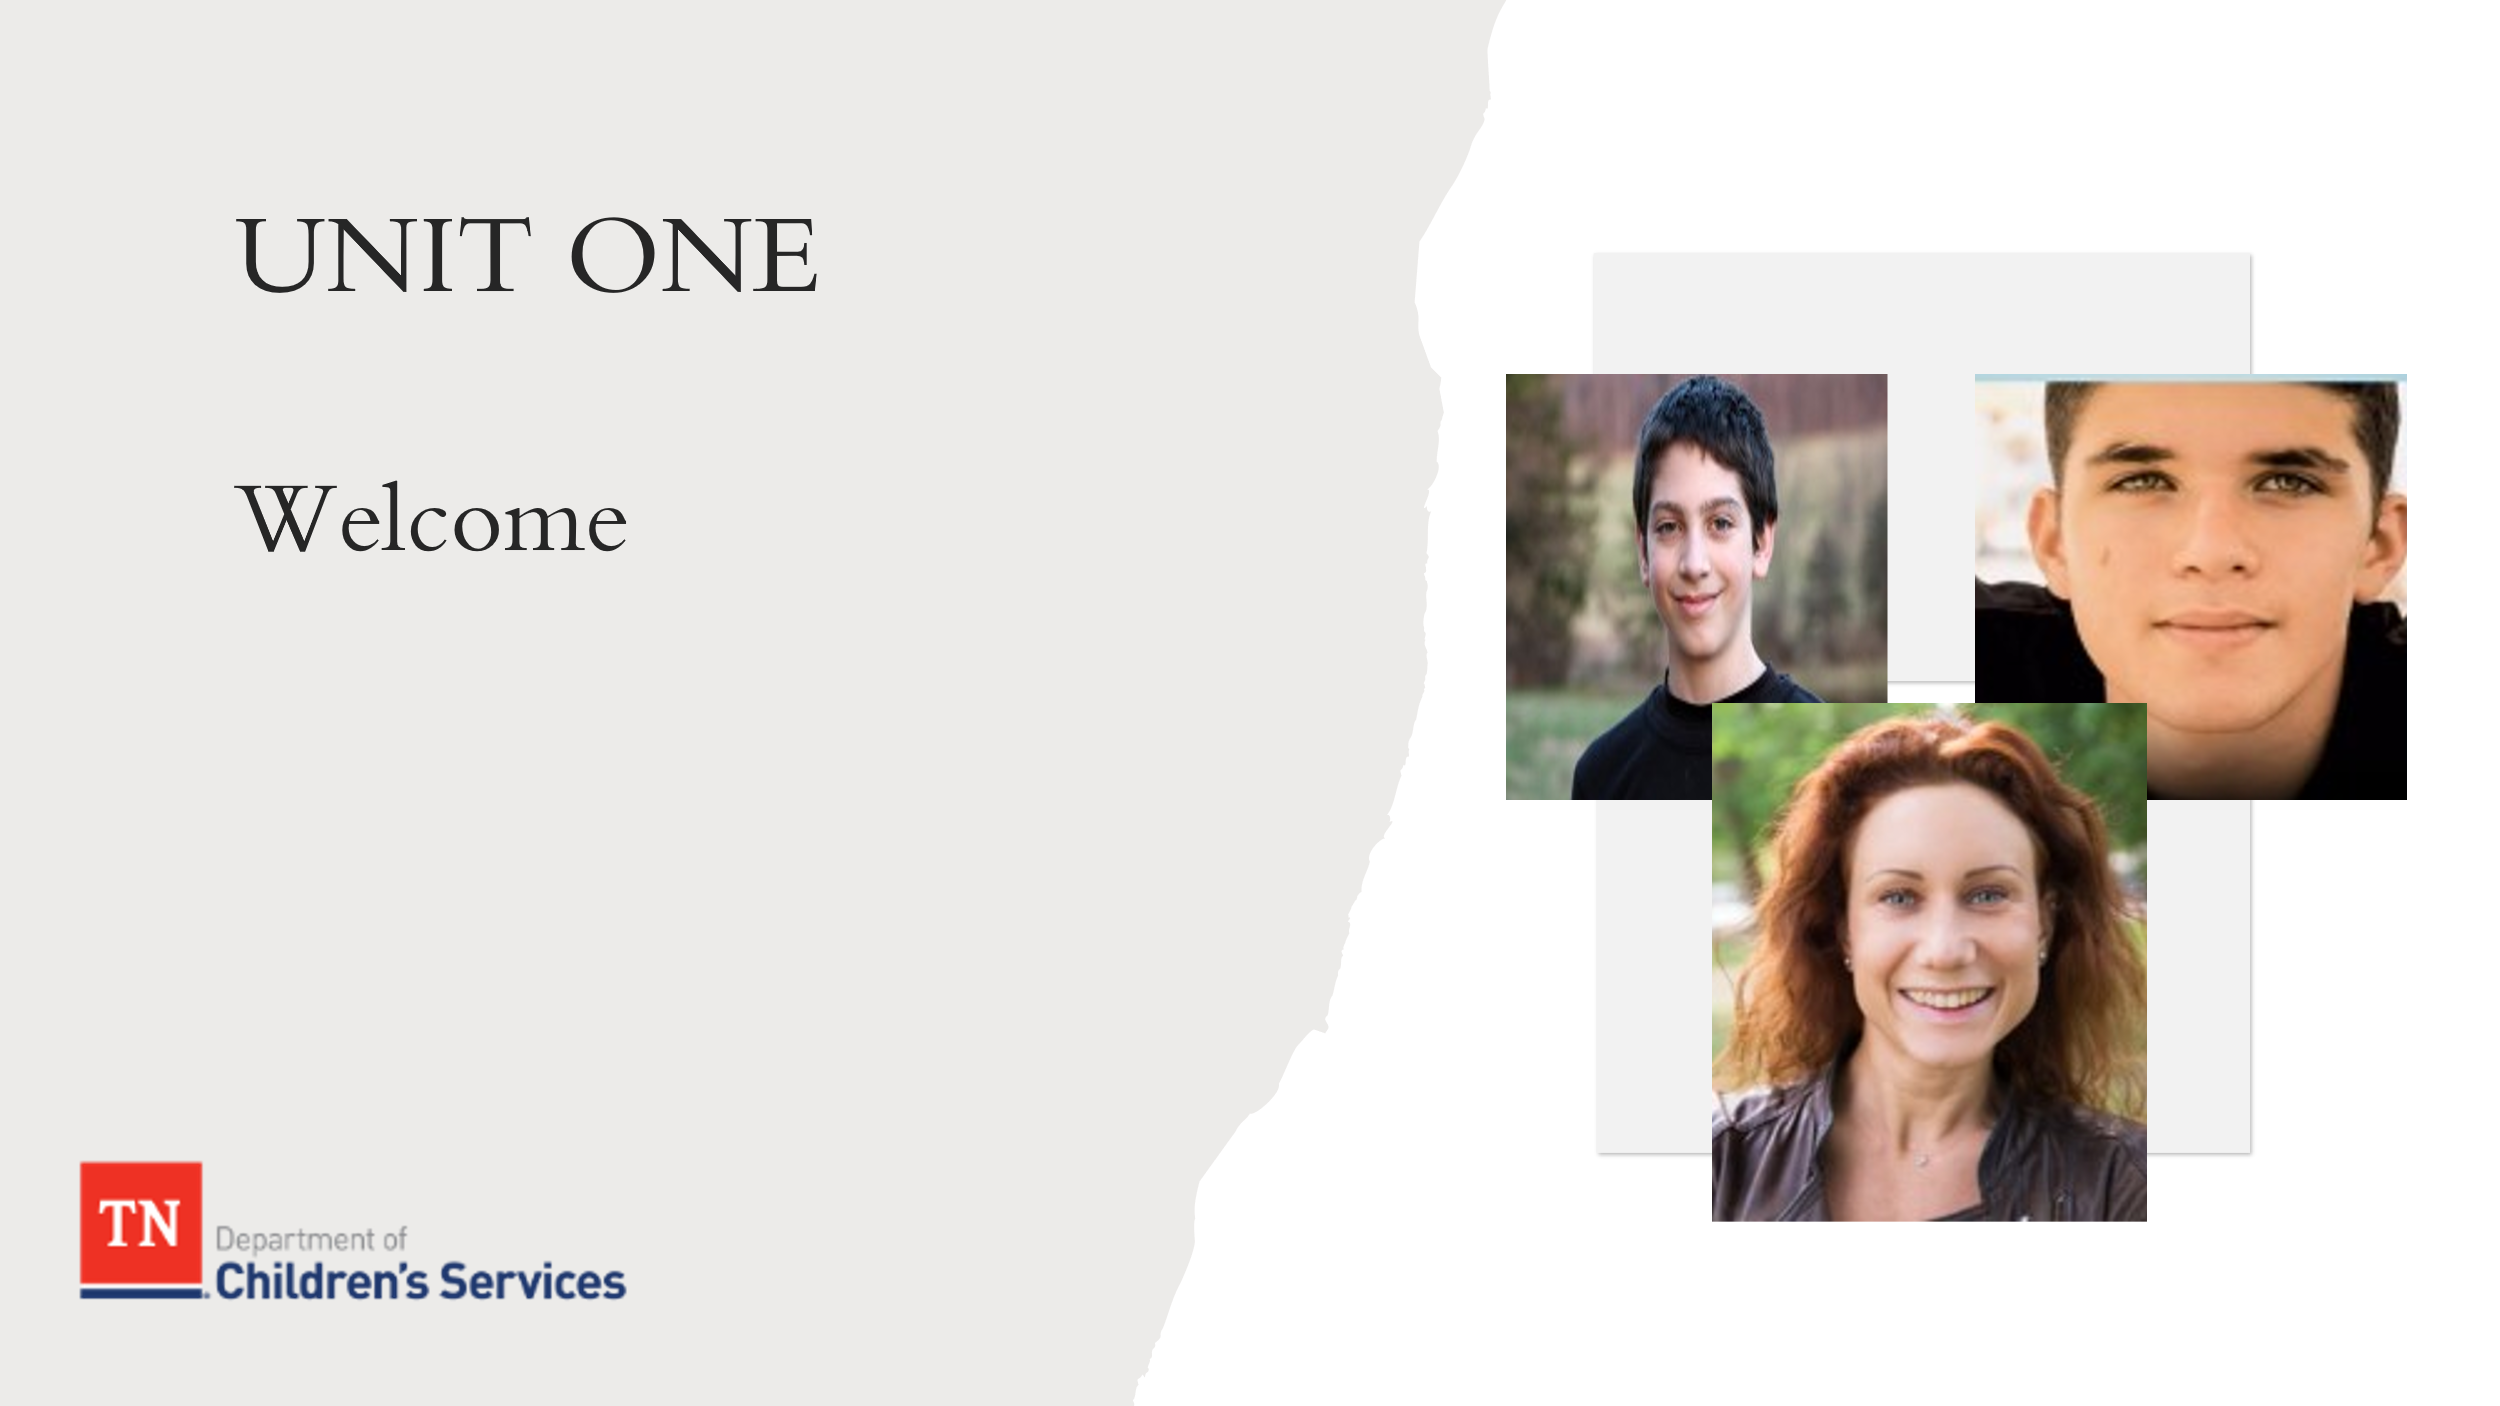 UNIT ONE
Welcome
TN
Department of
Children's Services